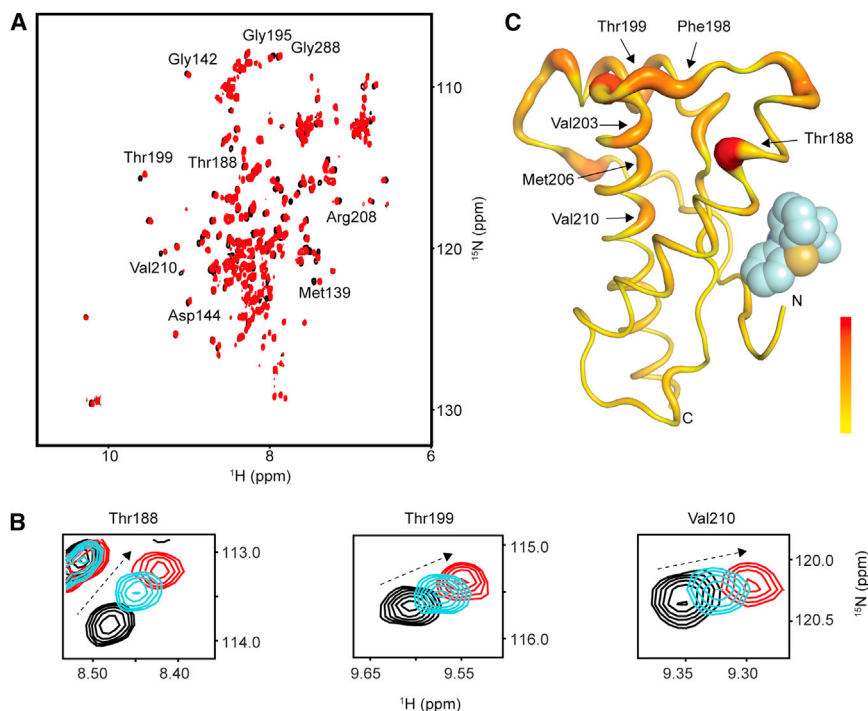 A
Gly195
Gly142
Gly288
110
Thr199
Thr188
Arg208
120
Val210
Met139
Asp144
130
10
8
6
¹H (ppm)
¹⁵N (ppm)
C
Thr199
Phe198
Val203
Thr188
Met206
Val210
N
C
B
Thr188
Thr199
Val210
113.0
114.0
8.50
8.40
115.0
116.0
9.65
9.55
120.0
120.5
9.35
9.30
¹⁵N (ppm)
¹H (ppm)